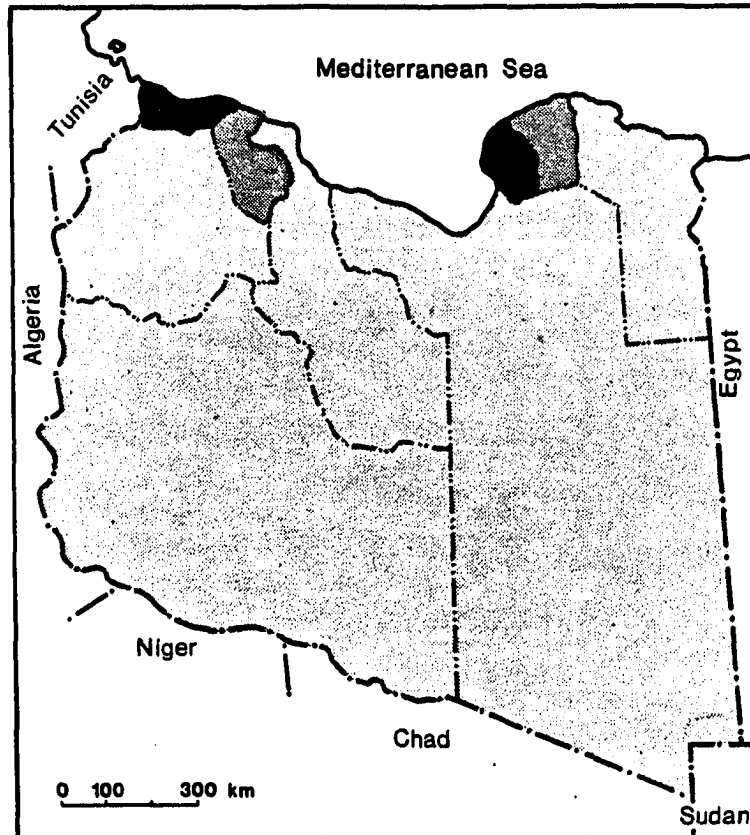 Mediterranean Sea
Tunisia
Algeria
Egypt
Niger
Chad
0 100 300 km
Sudan